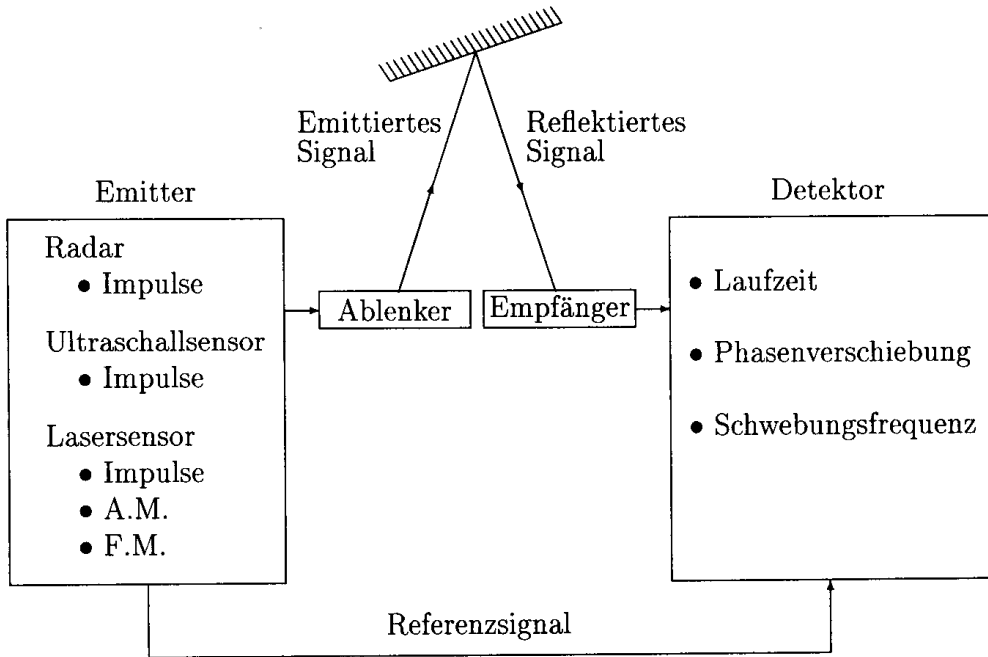 Emittiertes
Signal
Reflektiertes
Signal
Emitter
Detektor
Radar
• Impulse
Ultraschallsensor
• Impulse
Lasersensor
• Impulse
• A.M.
• F.M.
Ablenker
Empfänger
• Laufzeit
• Phasenverschiebung
• Schwebungsfrequenz
Referenzsignal